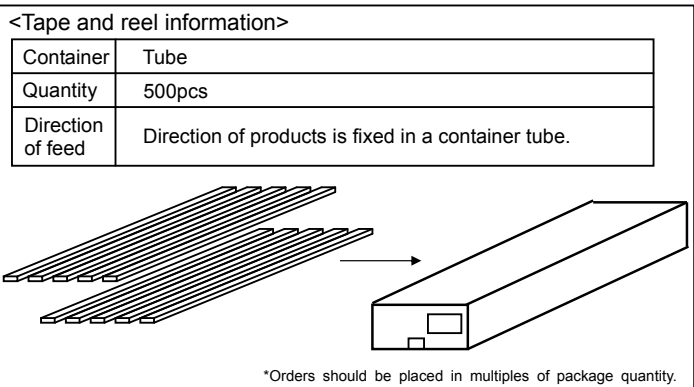 <Tape and reel information>
Container Tube
Quantity 500pcs
Direction
of feed Direction of products is fixed in a container tube.
*Orders should be placed in multiples of package quantity.